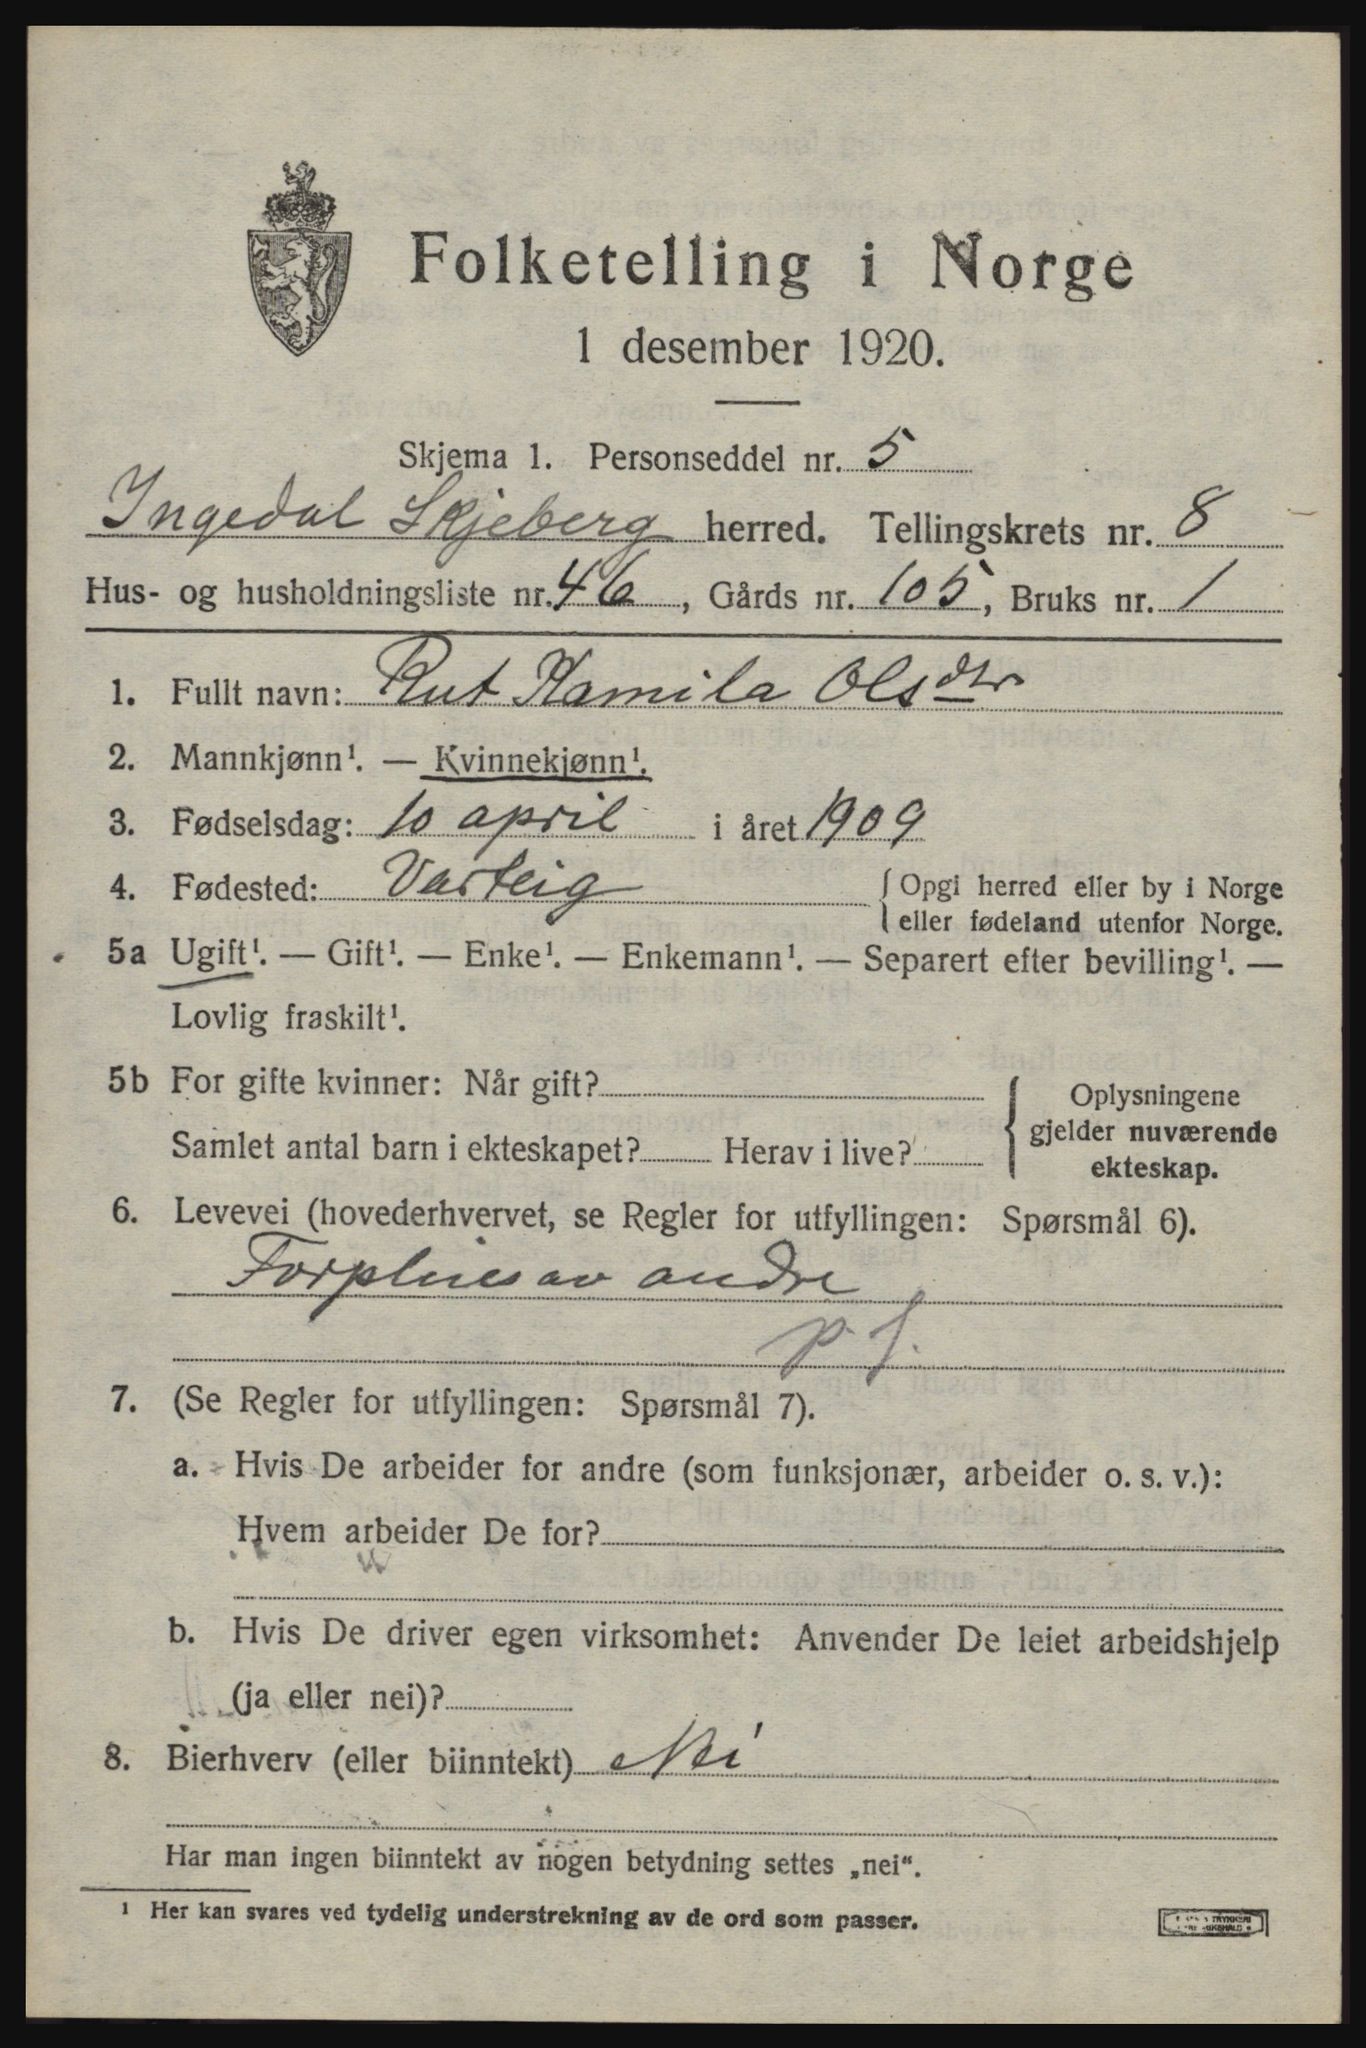 Folketelling i Norge
1 desember 1920.
Skjema 1. Personseddel nr. 5
Ingedal Skjeberg herred. Tellingskrets nr. 8
Hus- og husholdningsliste nr. 46, Gårds nr. 105, Bruks nr. 1
1. Fullt navn: Rut Kamila Olsdtr
2. Mannkjønn¹. — Kvinnekjønn¹.
3. Fødselsdag: 10 april i året 1909
4. Fødested: Varteig { Opgi herred eller by i Norge
eller fødeland utenfor Norge.
5a Ugift¹. — Gift¹. — Enke¹. — Enkemann¹. — Separert efter bevilling¹. —
Lovlig fraskilt¹.
5b For gifte kvinner: Når gift?
Samlet antal barn i ekteskapet? Herav i live?
{ Oplysningene
gjelder nuværende
ekteskap.
6. Levevei (hovederhvervet, se Regler for utfyllingen: Spørsmål 6).
Forpleies av andre
p. f.
7. (Se Regler for utfyllingen: Spørsmål 7).
a. Hvis De arbeider for andre (som funksjonær, arbeider o. s. v.):
Hvem arbeider De for?
b. Hvis De driver egen virksomhet: Anvender De leiet arbeidshjelp
(ja eller nei)?
8. Bierhverv (eller biinntekt) Nei
Har man ingen biinntekt av nogen betydning settes „nei“.
¹ Her kan svares ved tydelig understrekning av de ord som passer.